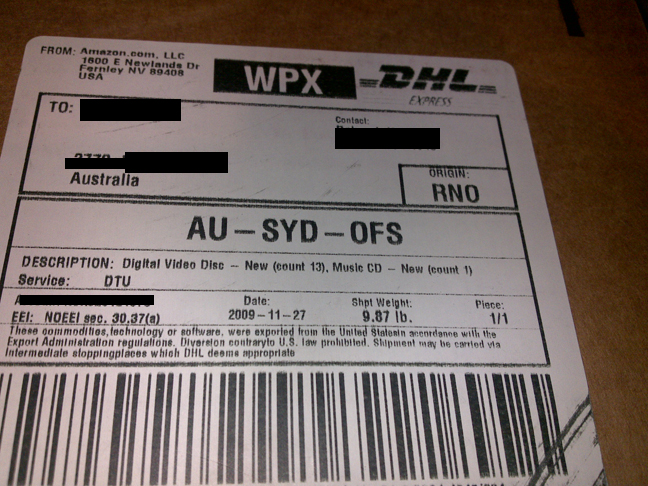 FROM: Amazon.com, LLC
1600 E Newlands Dr
Fernley NV 89408
USA
WPX
DHL
EXPRESS
TO:
Contact:
Australia
ORIGIN:
RNO
AU-SYD-OFS
DESCRIPTION: Digital Video Disc - New (count 13), Music CD - New (count 1)
Service: DTU
Date: Shpt Weight: Piece:
EEI: NOEEI sec. 30.37(a) 2009-11-27 9.87 lb. 1/1
These commodities,technology or software, were exported from the United Statesin accordance with the
Export Administration regulations. Diversion contraryto U.S. law prohibited. Shipment may be carried via
intermediate stoppingplaces which DHL deems appropriate